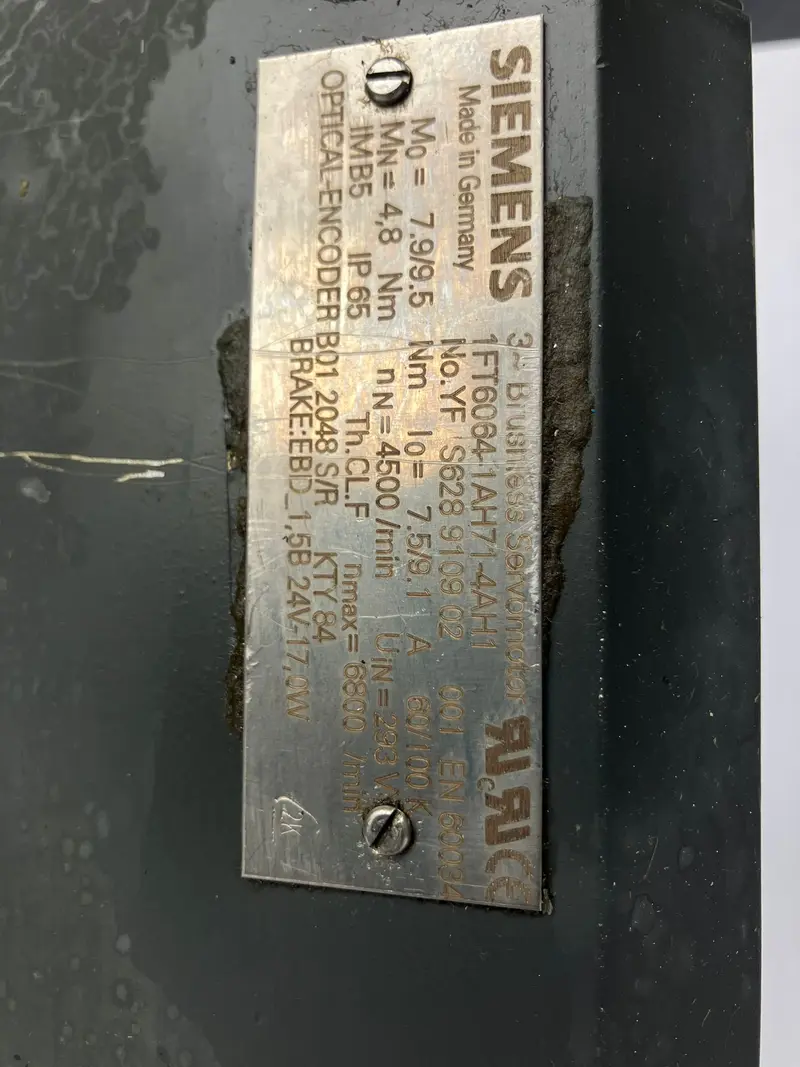 SIEMENS 3~ Brushless Servomotor
Made in Germany 1FT6064-1AH71-4AH1
No.YF S628 9109 02 001 EN 60034
M0 = 7.9/9.5 Nm I0 = 7.5/9.1 A 60/100 K
MN = 4,8 Nm nN = 4500 /min UiN = 293 V
IMB5 IP 65 Th.CL.F nmax = 6800 /min
OPTICAL-ENCODER B01 2048 S/R KTY 84
BRAKE:EBD_1,5B 24V-17,0W
2K